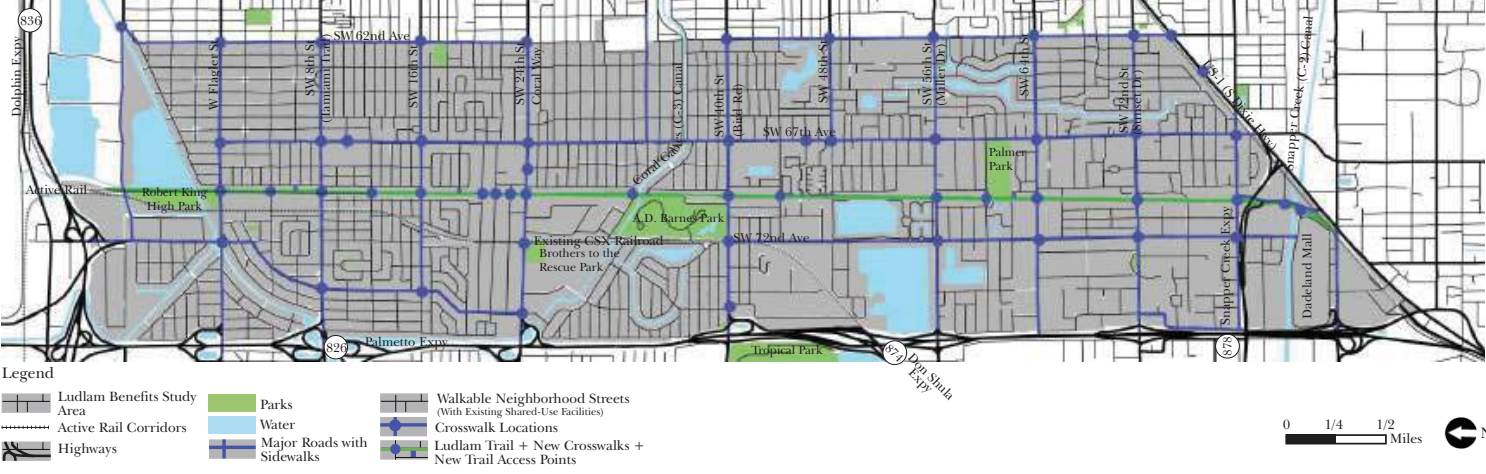 836
Dolphin Expy
SW 62nd Ave
W Flagler St
SW 8th St
(Tamiami Trail)
SW 16th St
SW 24th St
Coral Way
Coral Gables (C-3) Canal
SW 40th St
(Bird Rd)
SW 48th St
SW 56th St
(Miller Dr)
SW 64th St
SW 72nd St
(Sunset Dr)
US-1 (S Dixie Hwy)
Snapper Creek (C-2) Canal
SW 67th Ave
Palmer
Park
Active Rail
Robert King
High Park
A.D. Barnes Park
SW 72nd Ave
Existing CSX Railroad
Brothers to the
Rescue Park
Snapper Creek Expy
Dadeland Mall
826
Palmetto Expy
Tropical Park
874
Don Shula
Expy
878
Legend
Ludlam Benefits Study
Area
Active Rail Corridors
Highways
Parks
Water
Major Roads with
Sidewalks
Walkable Neighborhood Streets
(With Existing Shared-Use Facilities)
Crosswalk Locations
Ludlam Trail + New Crosswalks +
New Trail Access Points
0 1/4 1/2
Miles
N